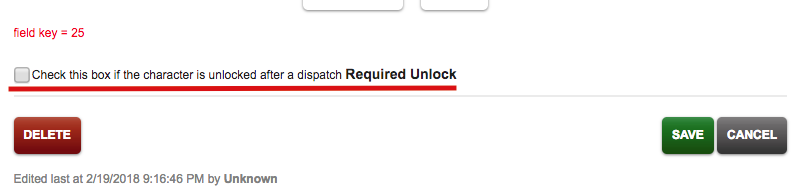 field key = 25
Check this box if the character is unlocked after a dispatch Required Unlock
DELETE
SAVE CANCEL
Edited last at 2/19/2018 9:16:46 PM by Unknown